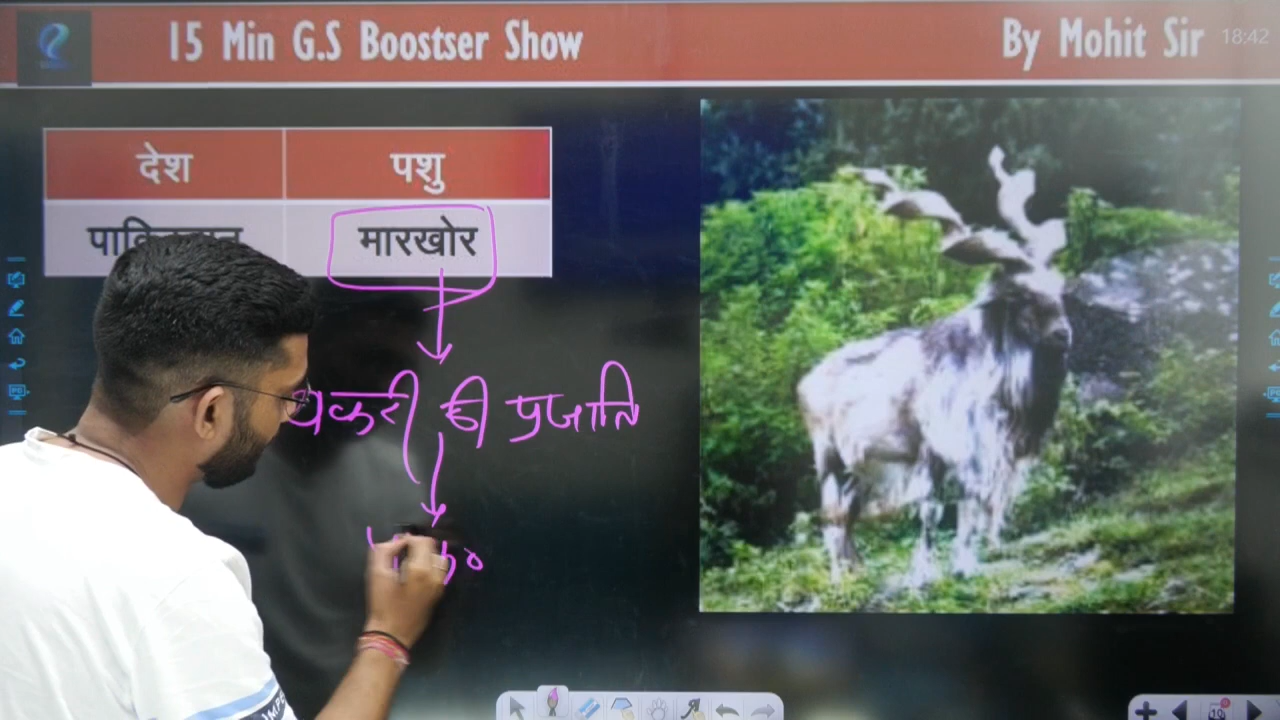 15 Min G.S Boostser Show
By Mohit Sir 18:42
देश पशु
मारखोर
बकरी की प्रजाति